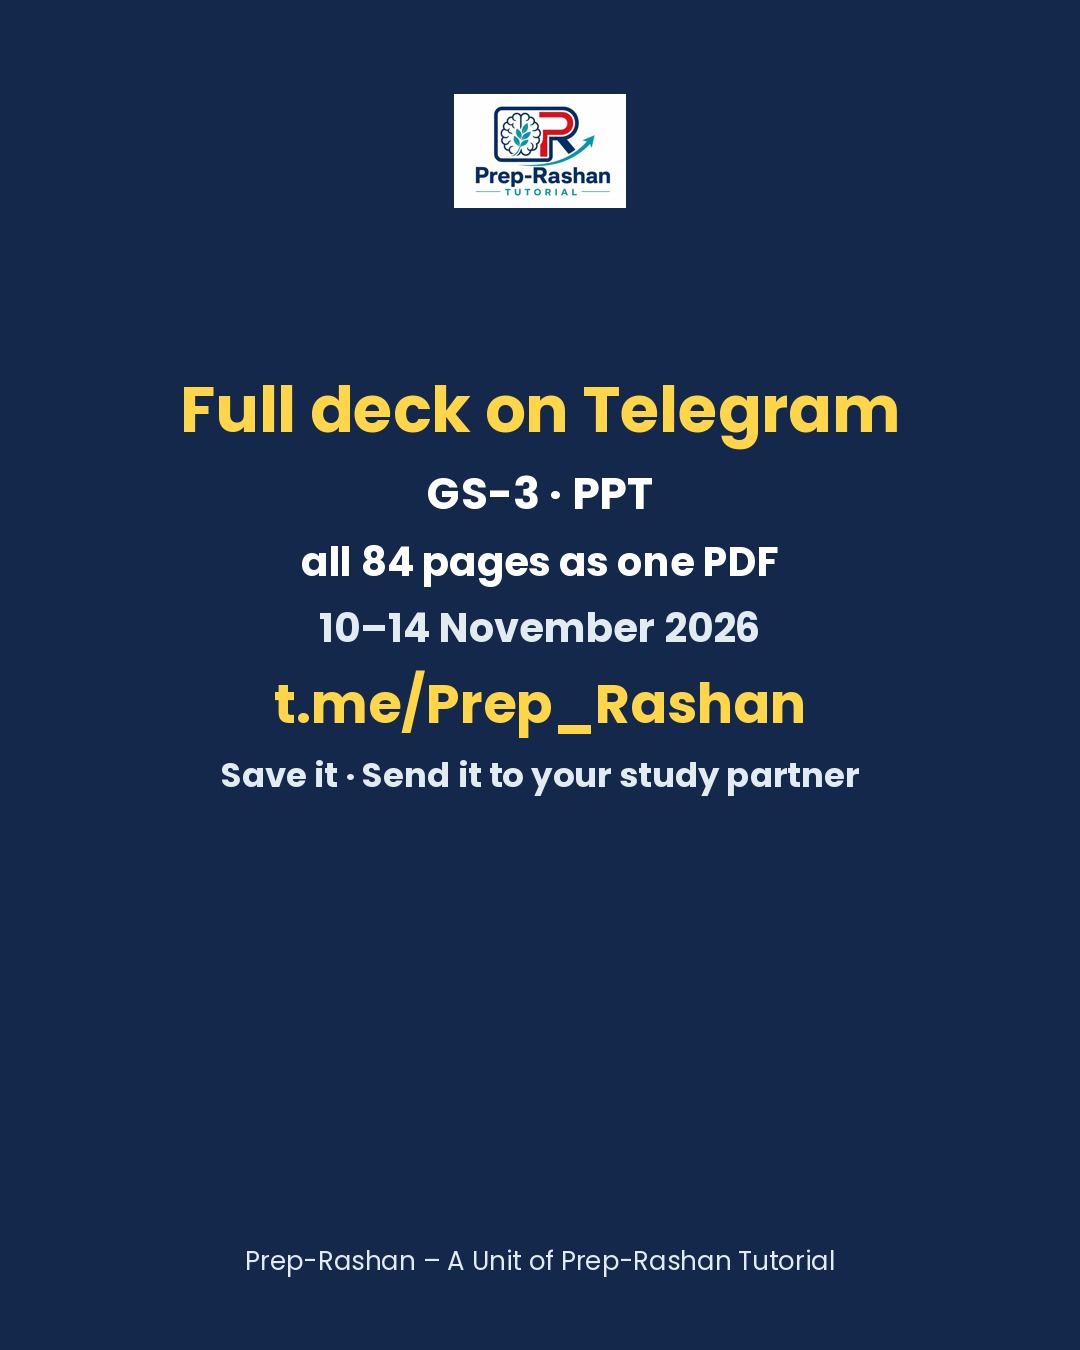 PR
Prep-Rashan
TUTORIAL
Full deck on Telegram
GS-3 · PPT
all 84 pages as one PDF
10–14 November 2026
t.me/Prep_Rashan
Save it · Send it to your study partner
Prep-Rashan – A Unit of Prep-Rashan Tutorial